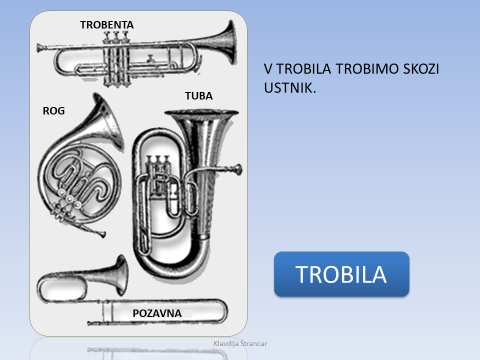 TROBENTA
V TROBILA TROBIMO SKOZI
USTNIK.
TUBA
ROG
TROBILA
POZAVNA
Klavdija Štrancar